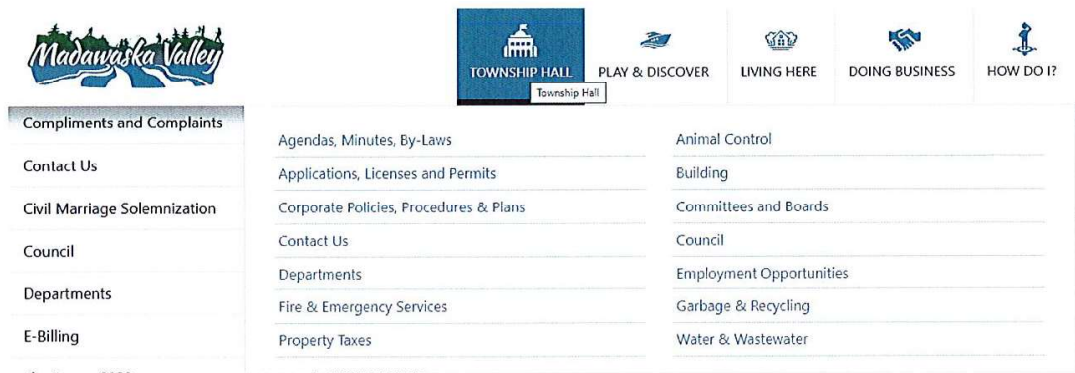 Madawaska Valley
TOWNSHIP HALL
PLAY & DISCOVER
LIVING HERE
DOING BUSINESS
HOW DO I?
Township Hall
Compliments and Complaints
Contact Us
Civil Marriage Solemnization
Council
Departments
E-Billing
Agendas, Minutes, By-Laws
Applications, Licenses and Permits
Corporate Policies, Procedures & Plans
Contact Us
Departments
Fire & Emergency Services
Property Taxes
Animal Control
Building
Committees and Boards
Council
Employment Opportunities
Garbage & Recycling
Water & Wastewater